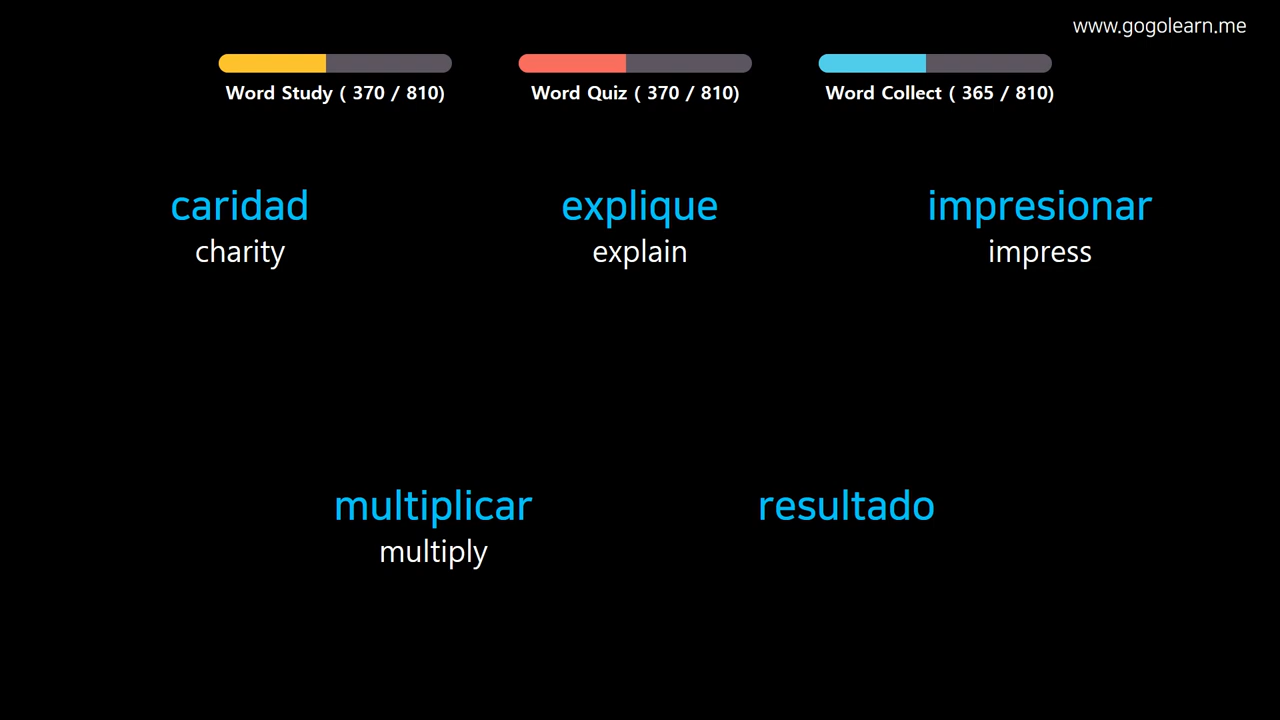 www.gogolearn.me
Word Study ( 370 / 810)
Word Quiz ( 370 / 810)
Word Collect ( 365 / 810)
caridad
charity
explique
explain
impresionar
impress
multiplicar
multiply
resultado